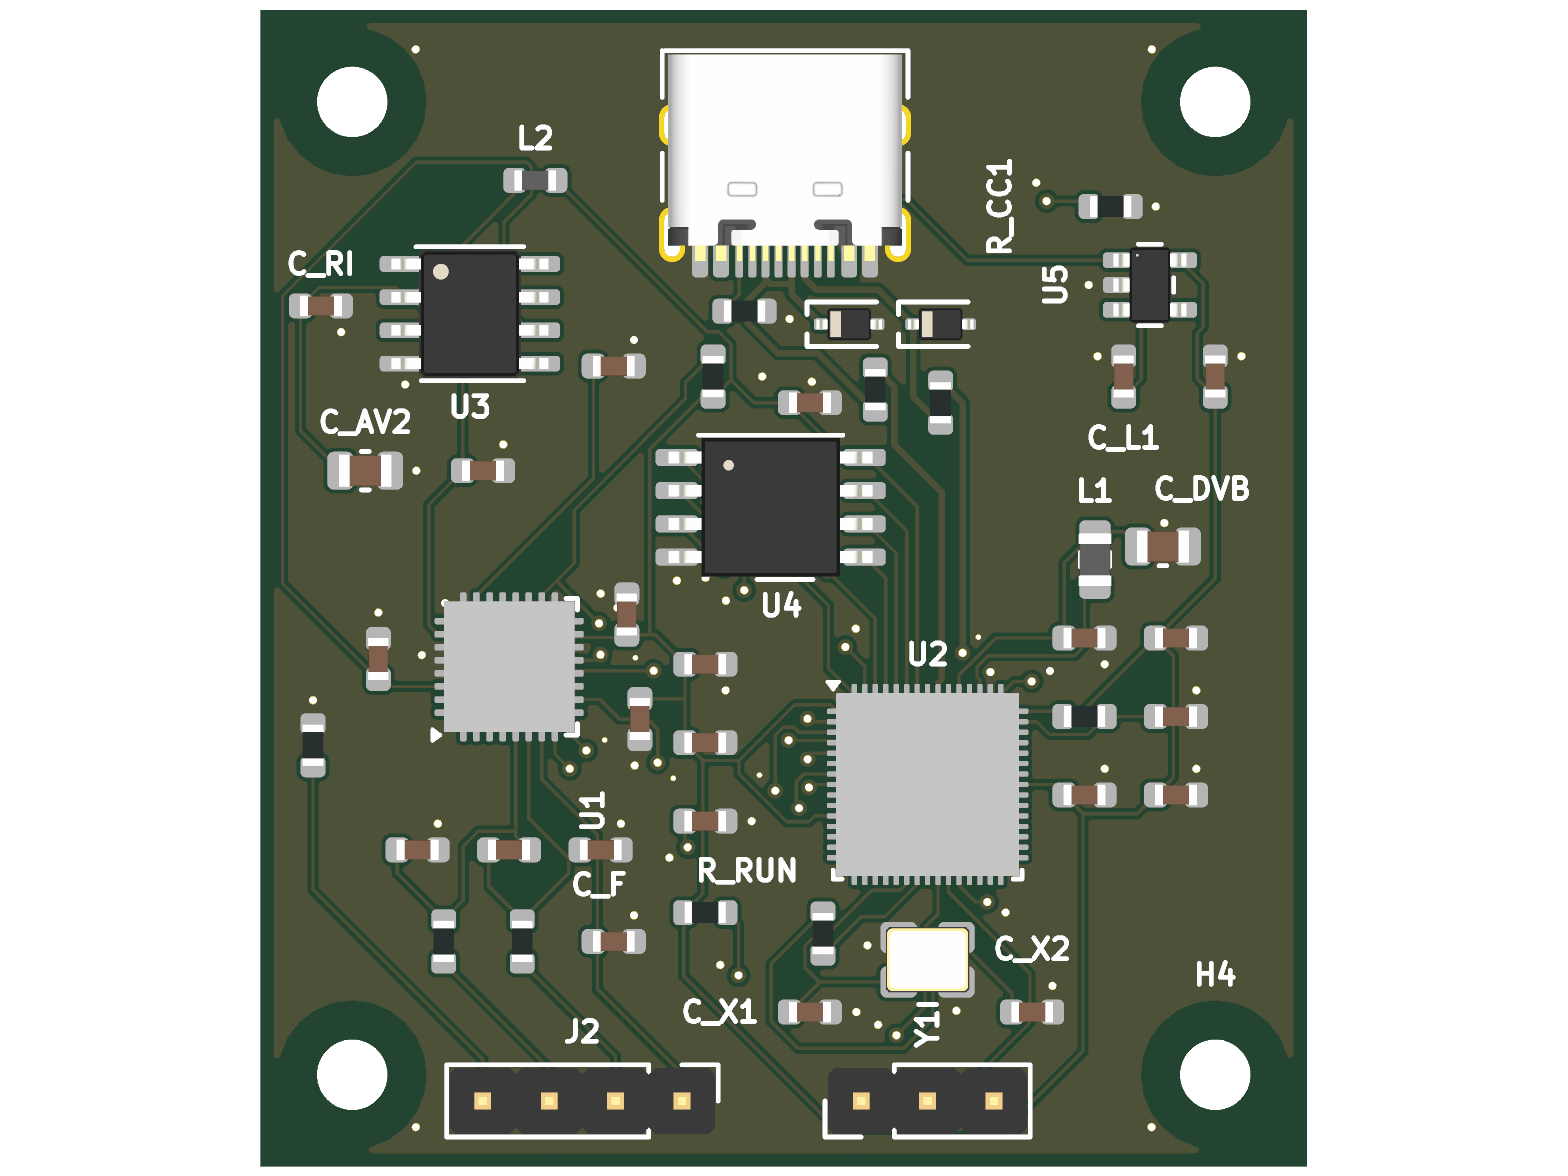 L2
R_CC1
C_RI
U5
U3
C_AV2
C_L1
L1
C_DVB
U4
U2
U1
R_RUN
C_F
C_X2
H4
C_X1
Y1
J2